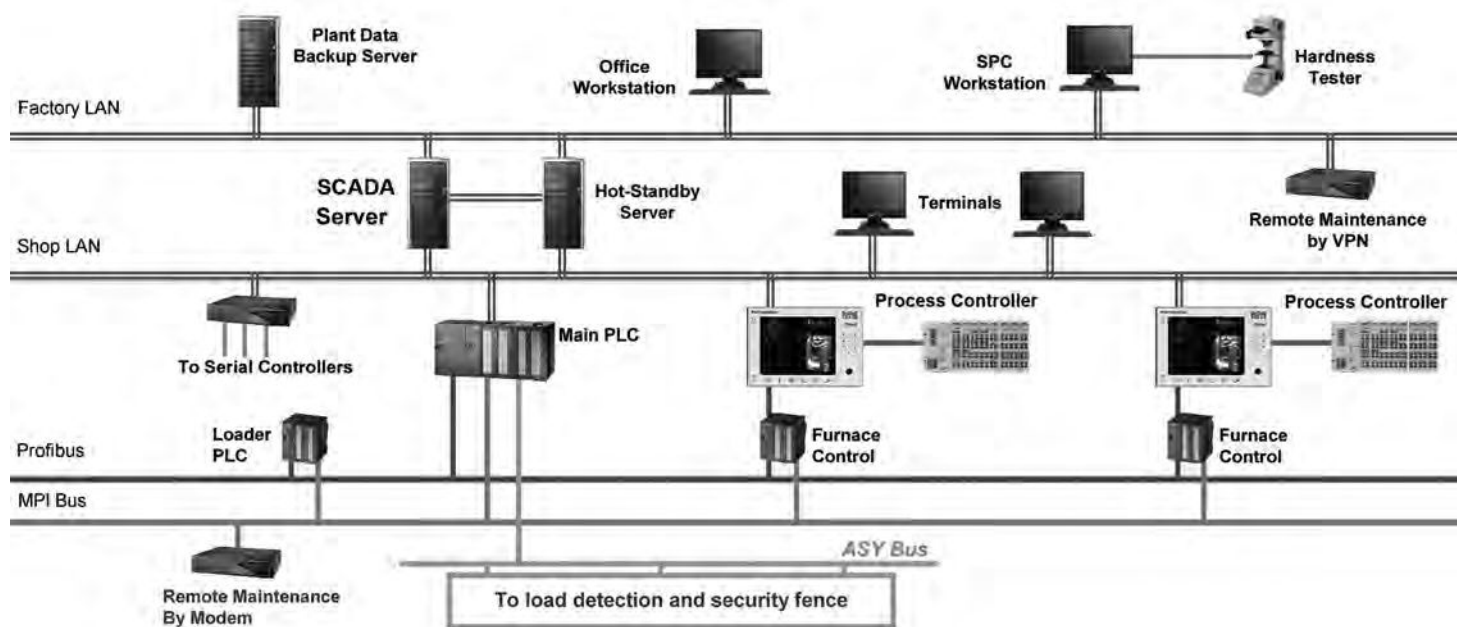 Plant Data
Backup Server
Office
Workstation
SPC
Workstation
Hardness
Tester
Factory LAN
SCADA
Server
Hot-Standby
Server
Terminals
Remote Maintenance
by VPN
Shop LAN
To Serial Controllers
Main PLC
Process Controller
Process Controller
Loader
PLC
Furnace
Control
Furnace
Control
Profibus
MPI Bus
Remote Maintenance
By Modem
ASY Bus
To load detection and security fence